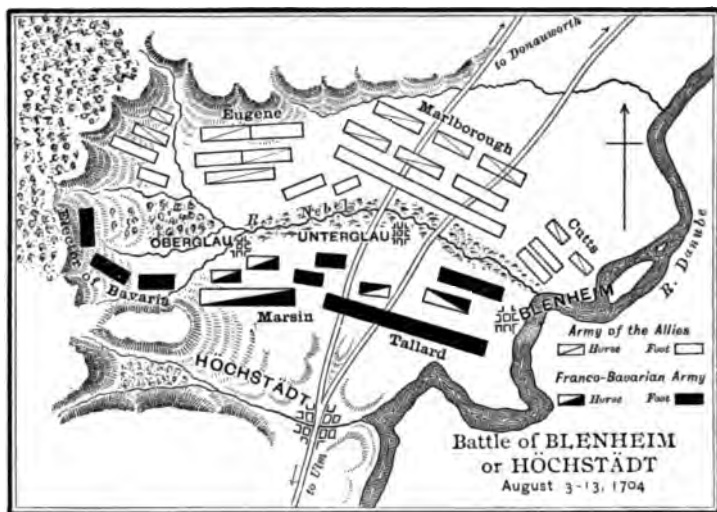 to Donauworth
Eugene
Marlborough
R. Nebel
OBERGLAU
UNTERGLAU
Cutts
Elector of Bavaria
BLENHEIM
R. Danube
Marsin
Tallard
HÖCHSTÄDT
to Ulm
Army of the Allies
Horse Foot
Franco-Bavarian Army
Horse Foot
Battle of BLENHEIM
or HÖCHSTÄDT
August 3-13, 1704